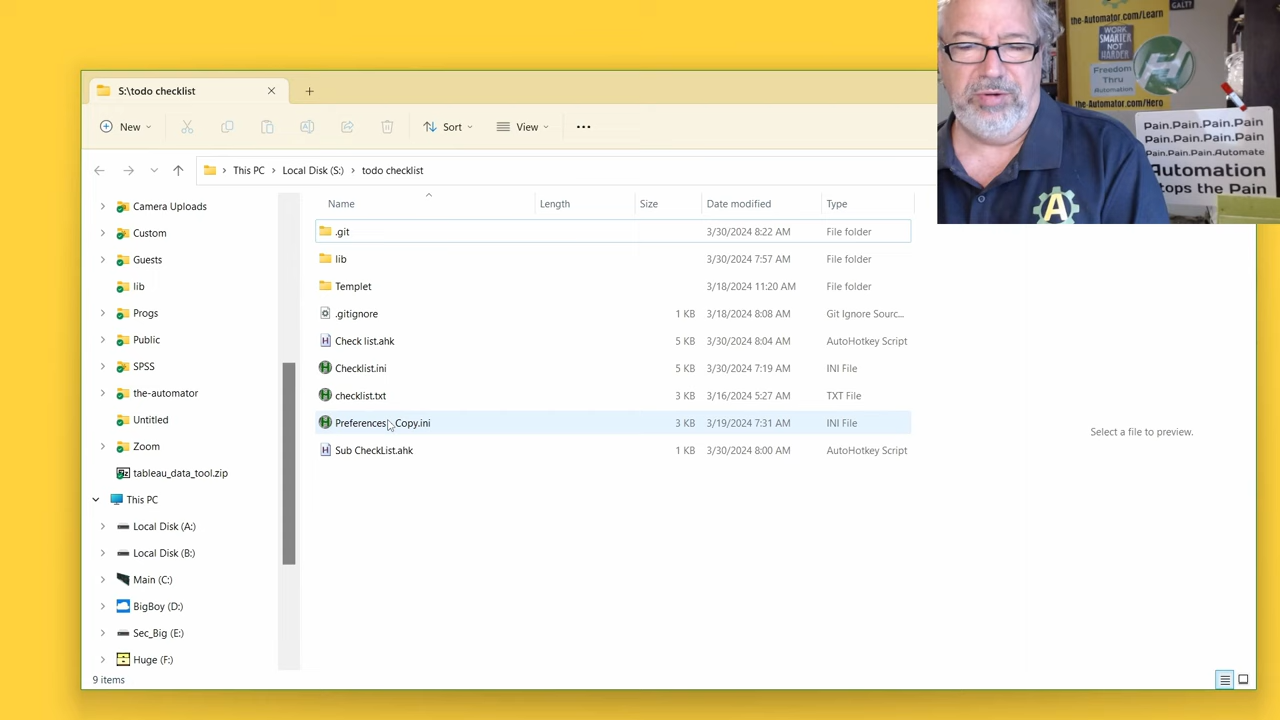 S:\todo checklist
New
Sort
View
This PC
Local Disk (S:)
todo checklist
Name
Length
Size
Date modified
Type
.git
3/30/2024 8:22 AM
File folder
lib
3/30/2024 7:57 AM
File folder
Templet
3/18/2024 11:20 AM
File folder
.gitignore
1 KB
3/18/2024 8:08 AM
Git Ignore Sourc...
Check list.ahk
5 KB
3/30/2024 8:04 AM
AutoHotkey Script
Checklist.ini
5 KB
3/30/2024 7:19 AM
INI File
checklist.txt
3 KB
3/16/2024 5:27 AM
TXT File
Preferences Copy.ini
3 KB
3/19/2024 7:31 AM
INI File
Sub CheckList.ahk
1 KB
3/30/2024 8:00 AM
AutoHotkey Script
Camera Uploads
Custom
Guests
lib
Progs
Public
SPSS
the-automator
Untitled
Zoom
tableau_data_tool.zip
This PC
Local Disk (A:)
Local Disk (B:)
Main (C:)
BigBoy (D:)
Sec_Big (E:)
Huge (F:)
9 items
Select a file to preview.
the-Automator.com/Learn
GALT?
WORK
SMARTER
NOT
HARDER
Freedom
Thru
Automation
the-Automator.com/Hero
H
A
Pain.Pain.Pain.Pain
Pain.Pain.Pain.Pain
Pain.Pain.Pain.Automate
Automation
tops the Pain